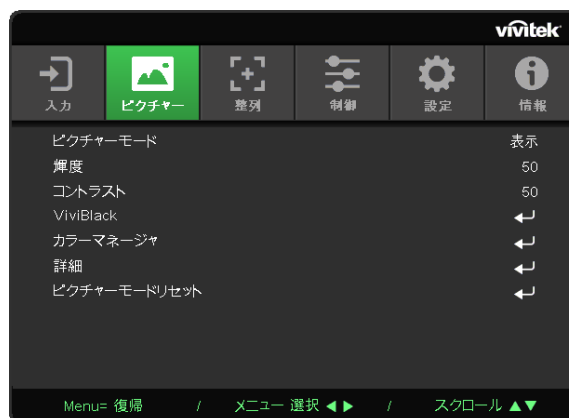 vivitek
入力 ピクチャー 整列 制御 設定 情報
ピクチャーモード 表示
輝度 50
コントラスト 50
ViviBlack
カラーマネージャ
詳細
ピクチャーモードリセット
Menu= 復帰 / メニュー 選択 ◀ ▶ / スクロール ▲▼